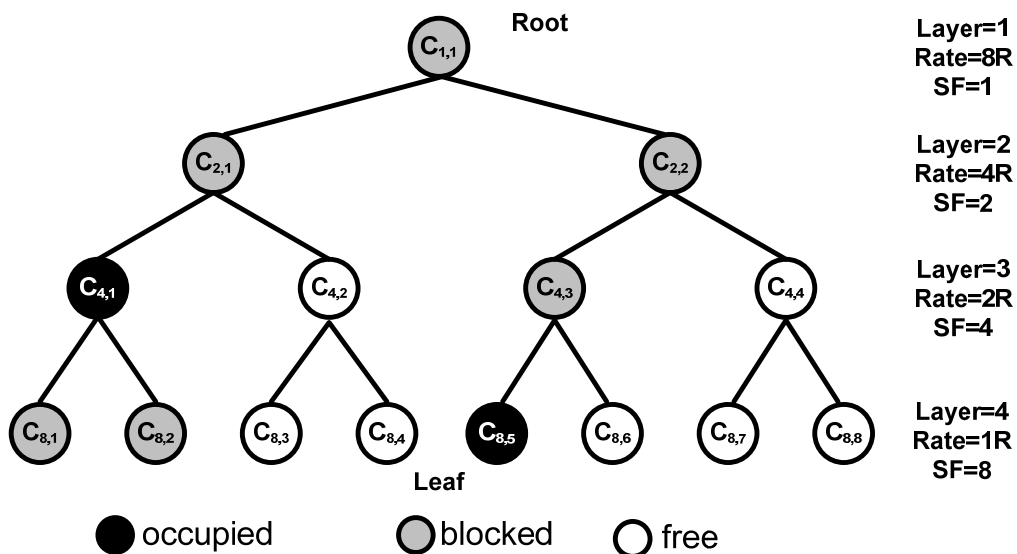 Root
Layer=1
Rate=8R
SF=1
C1,1
Layer=2
Rate=4R
SF=2
C2,1 C2,2
Layer=3
Rate=2R
SF=4
C4,1 C4,2 C4,3 C4,4
Layer=4
Rate=1R
SF=8
C8,1 C8,2 C8,3 C8,4 C8,5 C8,6 C8,7 C8,8
Leaf
occupied blocked free